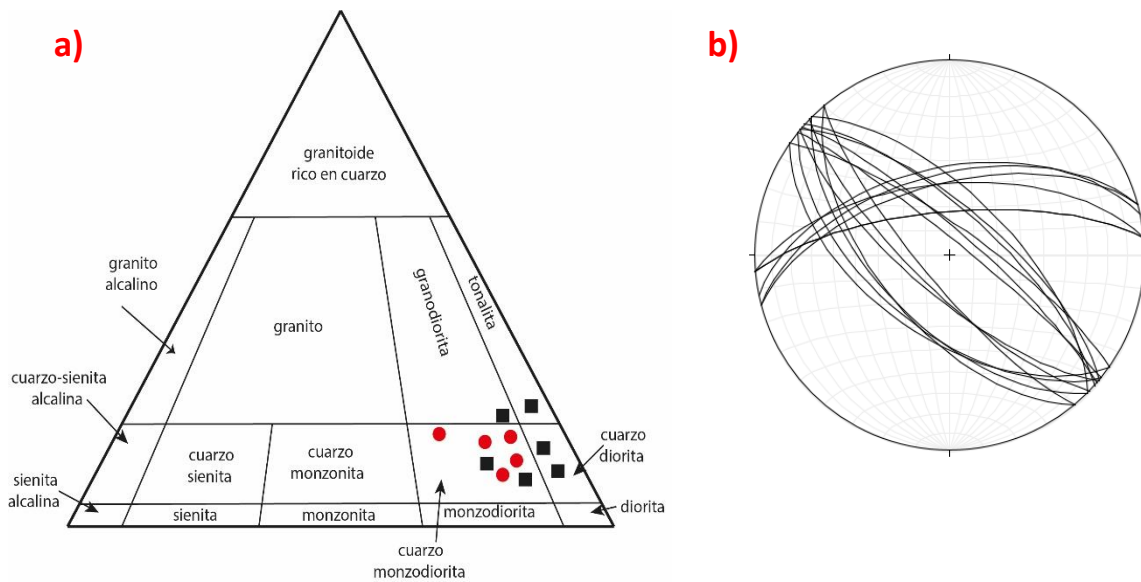 a)
b)
granitoide
rico en cuarzo
granito
alcalino
granito
granodiorita
tonalita
cuarzo-sienita
alcalina
cuarzo
sienita
cuarzo
monzonita
cuarzo
diorita
sienita
alcalina
sienita
monzonita
monzodiorita
diorita
cuarzo
monzodiorita